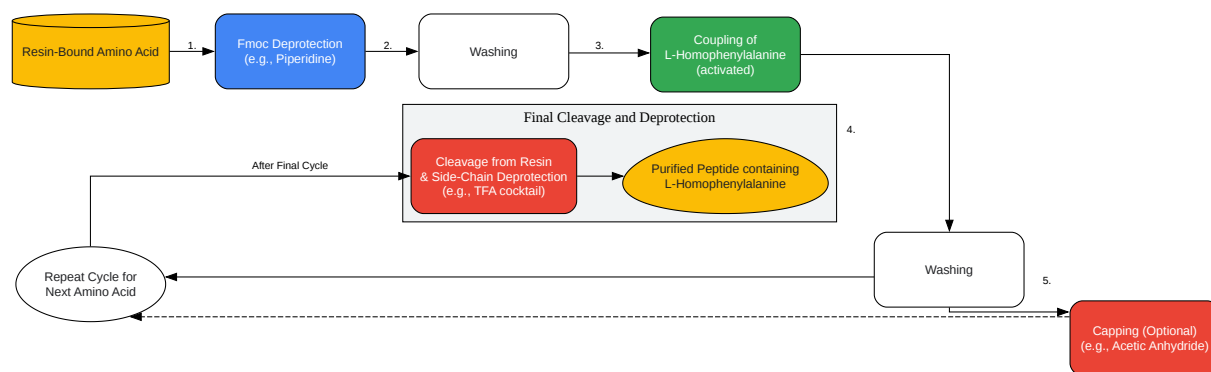 Resin-Bound Amino Acid
1.
Fmoc Deprotection
(e.g., Piperidine)
2.
Washing
3.
Coupling of
L-Homophenylalanine
(activated)
4.
Final Cleavage and Deprotection
After Final Cycle
Cleavage from Resin
& Side-Chain Deprotection
(e.g., TFA cocktail)
Purified Peptide containing
L-Homophenylalanine
Repeat Cycle for
Next Amino Acid
Washing
5.
Capping (Optional)
(e.g., Acetic Anhydride)